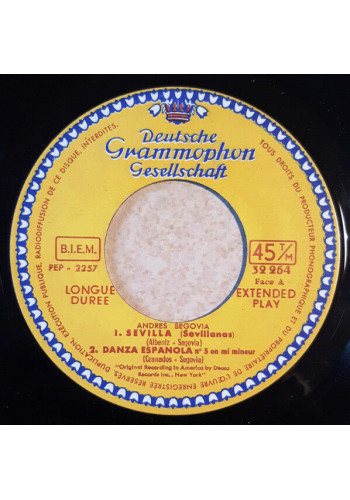 Deutsche
Grammophon
Gesellschaft
TOUS DROITS DU PRODUCTEUR PHONOGRAPHIQUE ET DU PROPRIETAIRE DE L'ŒUVRE ENREGISTRÉE RESERVES. DUPLICATION, EXÉCUTION PUBLIQUE, RADIODIFFUSION DE CE DISQUE, INTERDITES.
B.I.E.M.
PEP - 2257
45 T/M
32 264
Face A
LONGUE
DUREE
EXTENDED
PLAY
ANDRES SEGOVIA
1. SEVILLA (Sevillanas)
(Albeniz - Segovia)
2. DANZA ESPANOLA n° 5 en mi mineur
(Granados - Segovia)
"Original Recording in America by Decca
Records Inc., New York"